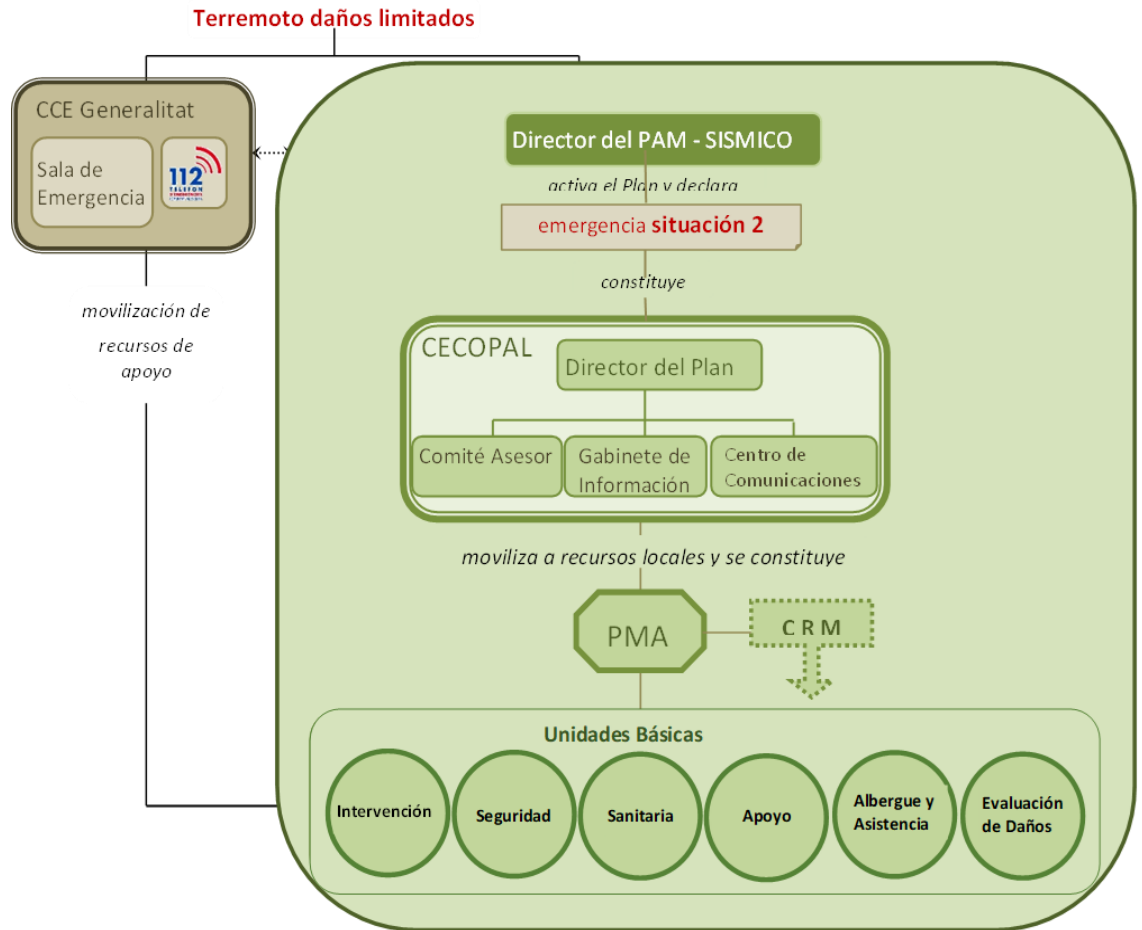 Terremoto daños limitados
CCE Generalitat
Sala de
Emergencia
112
Director del PAM - SISMICO
activa el Plan y declara
emergencia situación 2
constituye
movilización de
recursos de
apoyo
CECOPAL
Director del Plan
Comité Asesor
Gabinete de
Información
Centro de
Comunicaciones
moviliza a recursos locales y se constituye
PMA
C R M
Unidades Básicas
Intervención
Seguridad
Sanitaria
Apoyo
Albergue y
Asistencia
Evaluación
de Daños